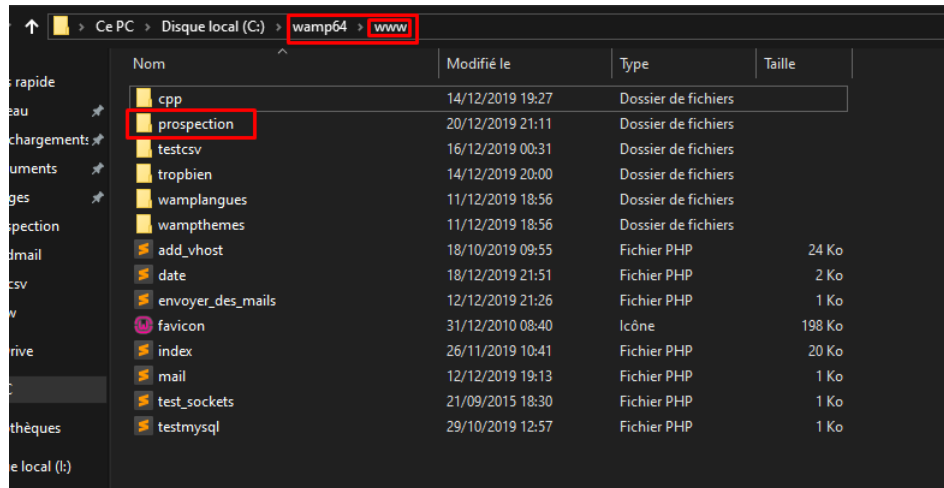 Ce PC > Disque local (C:) > wamp64 > www
Nom Modifié le Type Taille
s rapide
eau
cpp 14/12/2019 19:27 Dossier de fichiers
prospection 20/12/2019 21:11 Dossier de fichiers
chargements
testcsv 16/12/2019 00:31 Dossier de fichiers
uments
tropbien 14/12/2019 20:00 Dossier de fichiers
ges
wamplangues 11/12/2019 18:56 Dossier de fichiers
spection
wampthemes 11/12/2019 18:56 Dossier de fichiers
dmail
add_vhost 18/10/2019 09:55 Fichier PHP 24 Ko
csv
date 18/12/2019 21:51 Fichier PHP 2 Ko
w
envoyer_des_mails 12/12/2019 21:26 Fichier PHP 1 Ko
favicon 31/12/2010 08:40 Icône 198 Ko
rive
index 26/11/2019 10:41 Fichier PHP 20 Ko
mail 12/12/2019 19:13 Fichier PHP 1 Ko
test_sockets 21/09/2015 18:30 Fichier PHP 1 Ko
thèques
testmysql 29/10/2019 12:57 Fichier PHP 1 Ko
e local (I:)